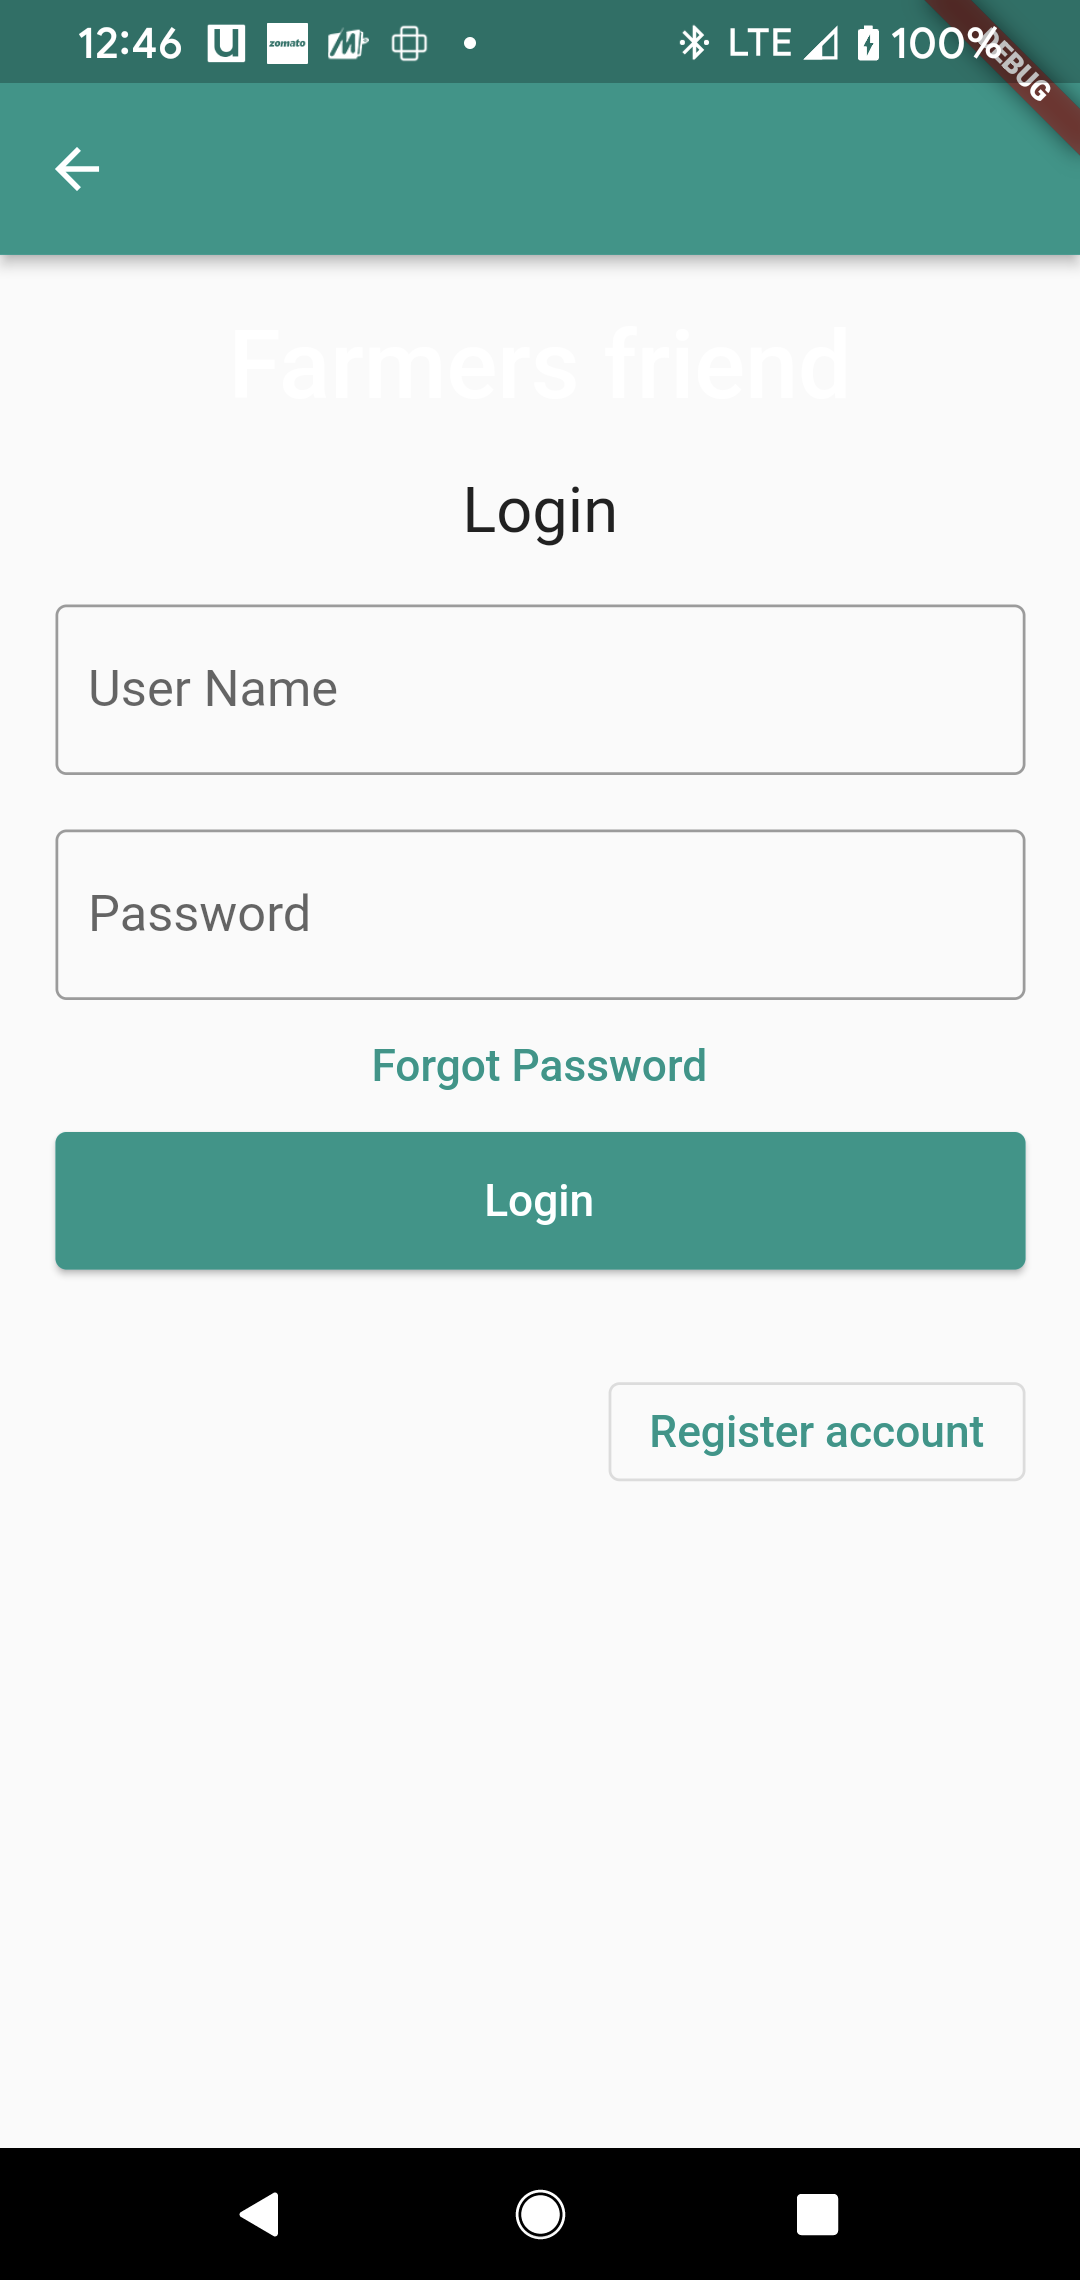 12:46 U zomato LTE 100%
DEBUG
Farmers friend
Login
User Name
Password
Forgot Password
Login
Register account